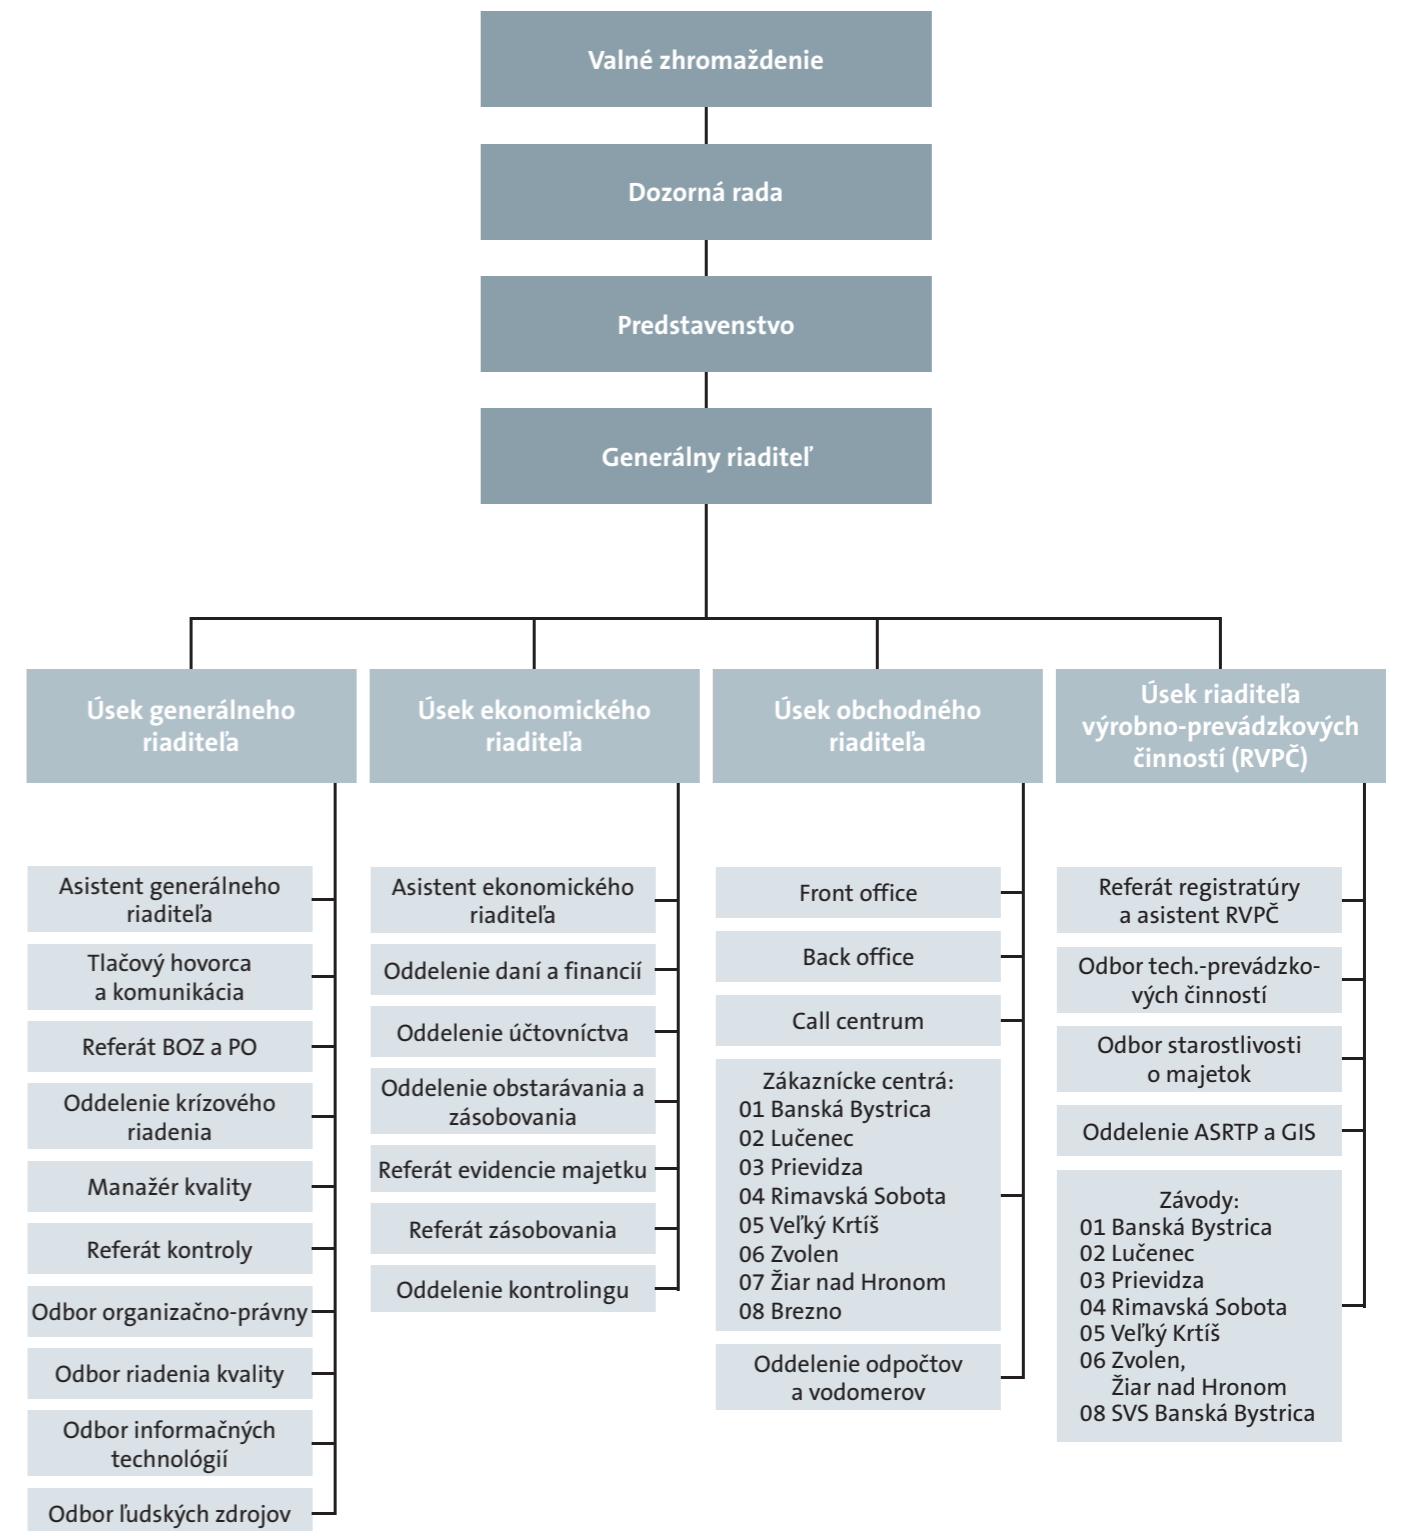 Valné zhromaždenie
Dozorná rada
Predstavenstvo
Generálny riaditeľ
Úsek generálneho
riaditeľa
Asistent generálneho
riaditeľa
Tlačový hovorca
a komunikácia
Referát BOZ a PO
Oddelenie krízového
riadenia
Manažér kvality
Referát kontroly
Odbor organizačno-právny
Odbor riadenia kvality
Odbor informačných
technológií
Odbor ľudských zdrojov
Úsek ekonomického
riaditeľa
Asistent ekonomického
riaditeľa
Oddelenie daní a financií
Oddelenie účtovníctva
Oddelenie obstarávania a
zásobovania
Referát evidencie majetku
Referát zásobovania
Oddelenie kontrolingu
Úsek obchodného
riaditeľa
Front office
Back office
Call centrum
Zákaznícke centrá:
01 Banská Bystrica
02 Lučenec
03 Prievidza
04 Rimavská Sobota
05 Veľký Krtíš
06 Zvolen
07 Žiar nad Hronom
08 Brezno
Oddelenie odpočtov
a vodomerov
Úsek riaditeľa
výrobno-prevádzkových
činností (RVPČ)
Referát registratúry
a asistent RVPČ
Odbor tech.-prevádzko-
vých činností
Odbor starostlivosti
o majetok
Oddelenie ASRTP a GIS
Závody:
01 Banská Bystrica
02 Lučenec
03 Prievidza
04 Rimavská Sobota
05 Veľký Krtíš
06 Zvolen,
Žiar nad Hronom
08 SVS Banská Bystrica